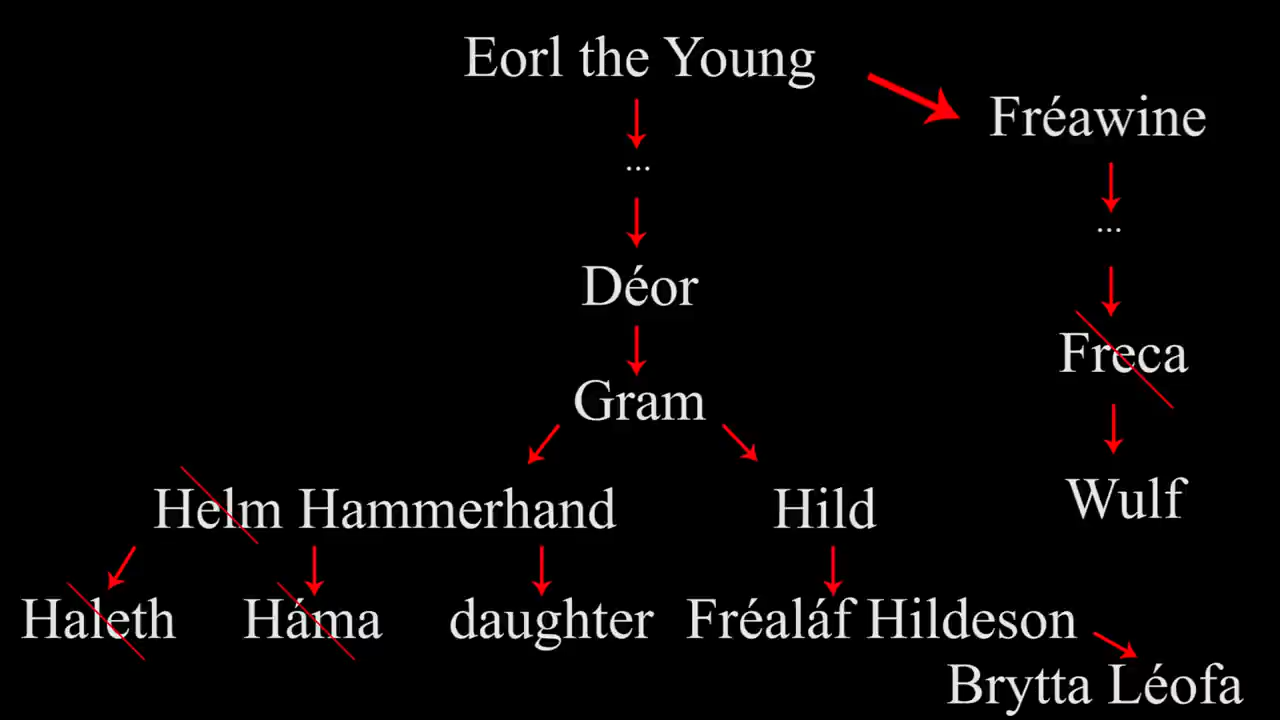 Eorl the Young
Fréawine
...
...
Déor
Freca
Gram
Helm Hammerhand
Hild
Wulf
Haleth
Háma
daughter
Fréaláf Hildeson
Brytta Léofa